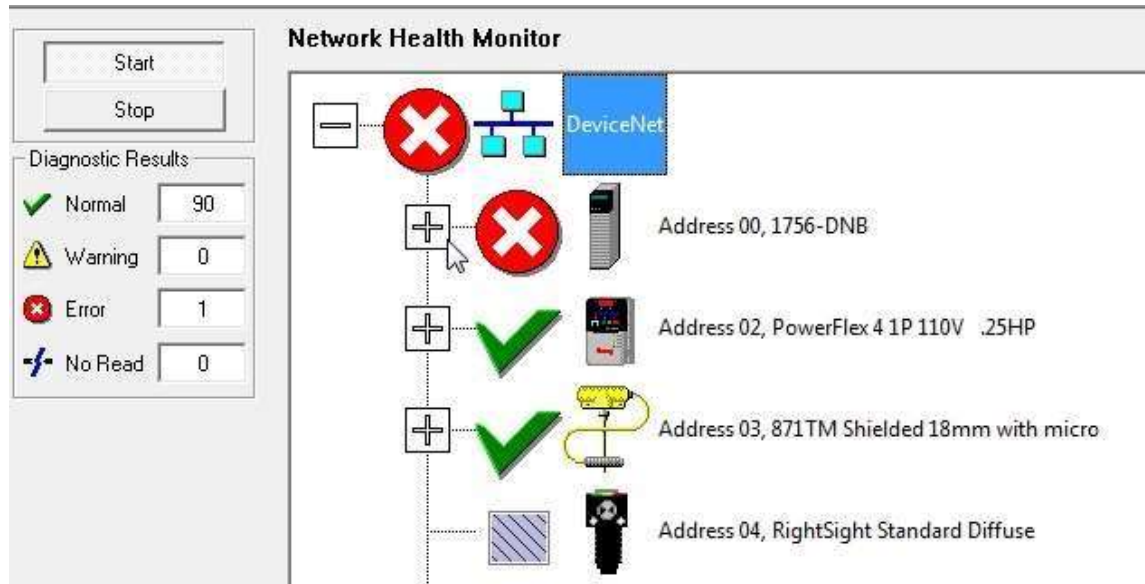 Start
Stop
Diagnostic Results
Normal 90
Warning 0
Error 1
No Read 0
Network Health Monitor
DeviceNet
Address 00, 1756-DNB
Address 02, PowerFlex 4 1P 110V .25HP
Address 03, 871TM Shielded 18mm with micro
Address 04, RightSight Standard Diffuse